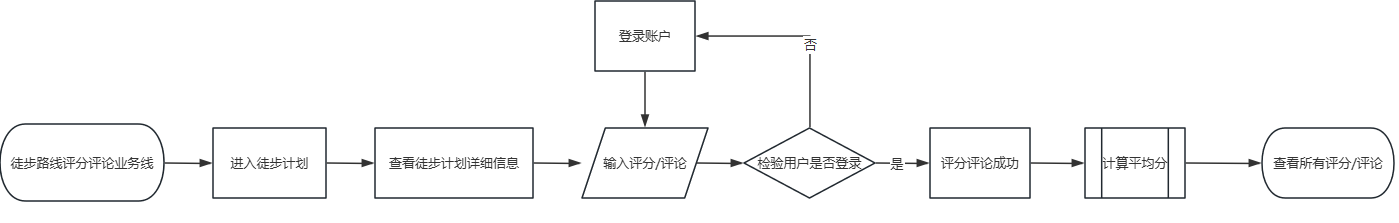 登录账户
否
徒步路线评分评论业务线
进入徒步计划
查看徒步计划详细信息
输入评分/评论
检验用户是否登录
是
评分评论成功
计算平均分
查看所有评分/评论